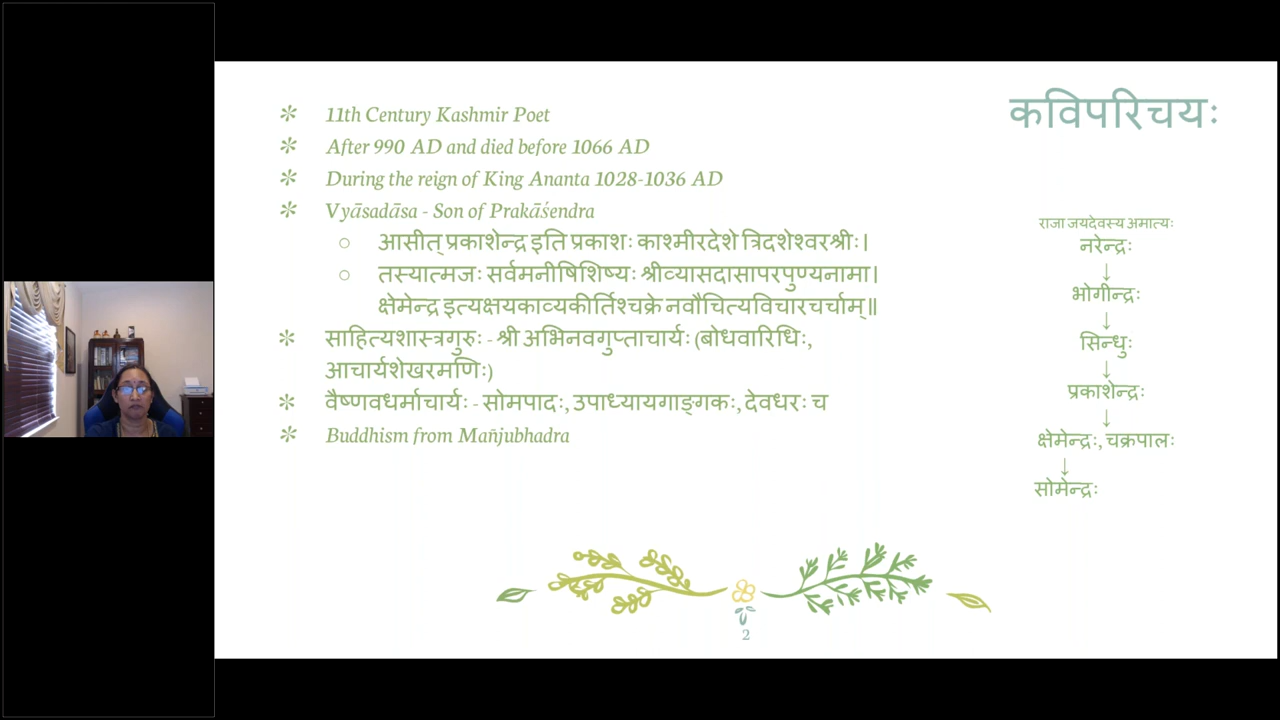 कविपरिचयः
11th Century Kashmir Poet
After 990 AD and died before 1066 AD
During the reign of King Ananta 1028-1036 AD
Vyāsadāsa - Son of Prakāśendra
आसीत् प्रकाशेन्द्र इति प्रकाशः काश्मीरदेशे त्रिदशेश्वरश्रीः।
तस्यात्मजः सर्वमनीषिशिष्यः श्रीव्यासदासापरपुण्यनामा।
क्षेमेन्द्र इत्यक्षयकाव्यकीर्तिश्चक्रे नवौचित्यविचारचर्चाम्॥
साहित्यशास्त्रगुरुः - श्री अभिनवगुप्ताचार्यः (बोधवारिधिः,
आचार्यशेखरमणिः)
वैष्णवधर्माचार्यः - सोमपादः, उपाध्यायगाङ्गकः, देवधरः च
Buddhism from Mañjubhadra
राजा जयदेवस्य अमात्यः
नरेन्द्रः
↓
भोगीन्द्रः
↓
सिन्धुः
↓
प्रकाशेन्द्रः
↓
क्षेमेन्द्रः, चक्रपालः
↓
सोमेन्द्रः
2